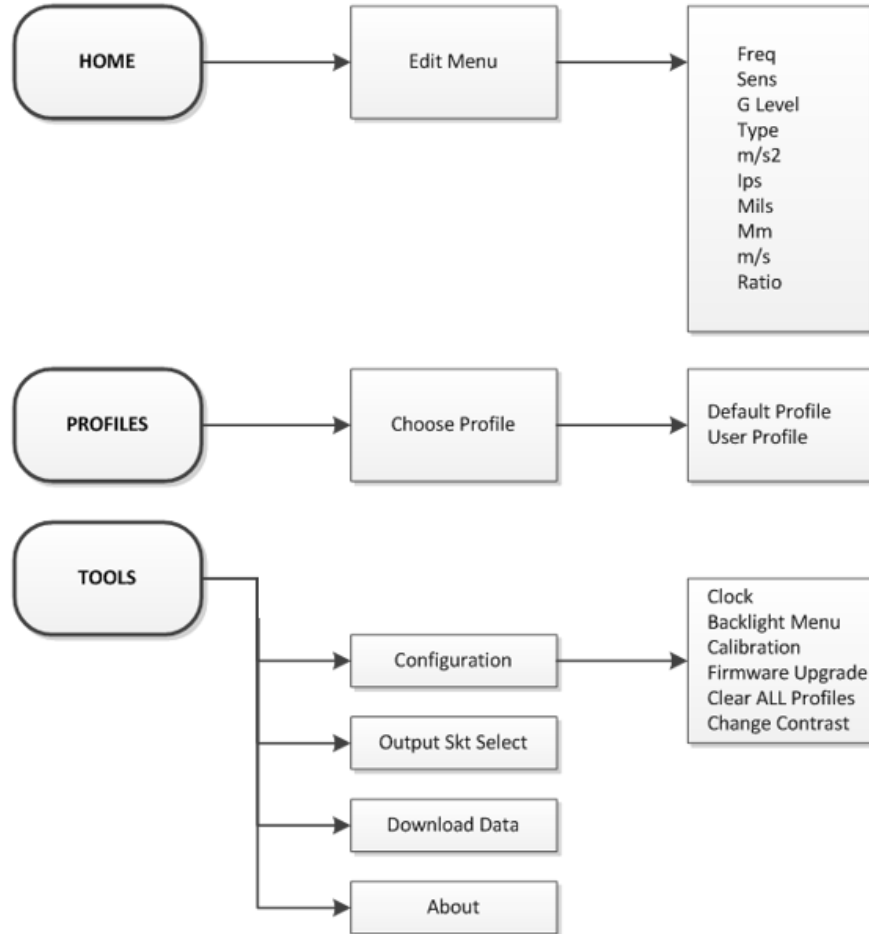 HOME
Edit Menu
Freq
Sens
G Level
Type
m/s2
Ips
Mils
Mm
m/s
Ratio
PROFILES
Choose Profile
Default Profile
User Profile
TOOLS
Configuration
Clock
Backlight Menu
Calibration
Firmware Upgrade
Clear ALL Profiles
Change Contrast
Output Skt Select
Download Data
About